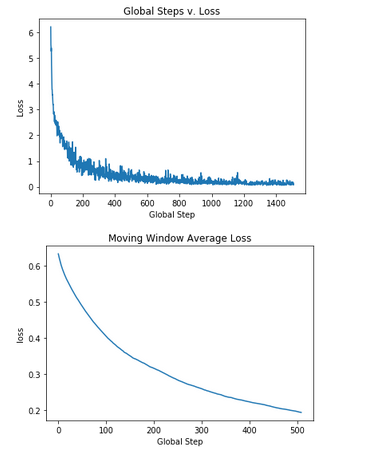 Global Steps v. Loss
6
5
4
3
2
1
0
Loss
0 200 400 600 800 1000 1200 1400
Global Step
Moving Window Average Loss
0.6
0.5
0.4
0.3
0.2
loss
0 100 200 300 400 500
Global Step